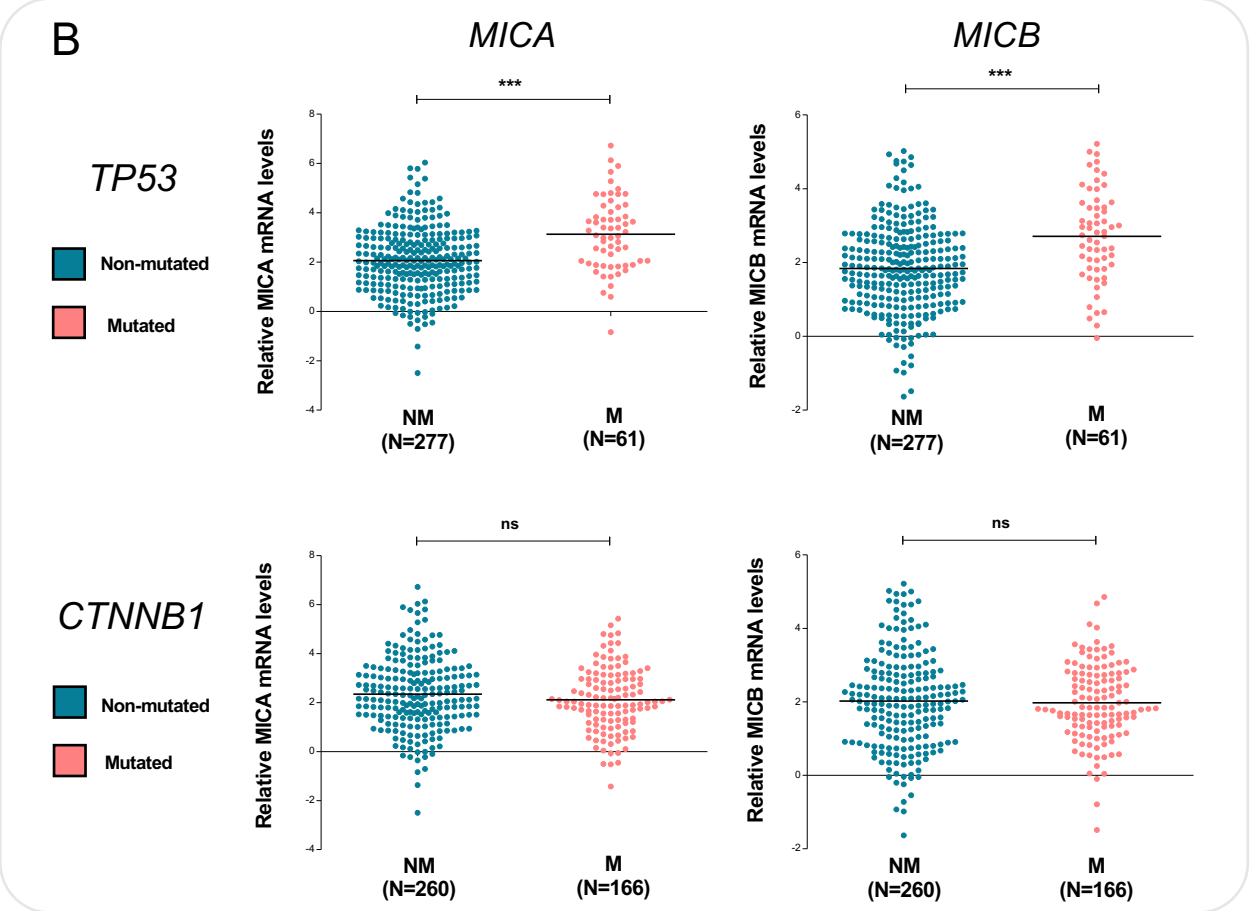 B
MICA
MICB
TP53
Non-mutated
Mutated
***
Relative MICA mRNA levels
8
6
4
2
0
-2
-4
NM
(N=277)
M
(N=61)
***
Relative MICB mRNA levels
6
4
2
0
-2
NM
(N=277)
M
(N=61)
CTNNB1
Non-mutated
Mutated
ns
Relative MICA mRNA levels
8
6
4
2
0
-2
-4
NM
(N=260)
M
(N=166)
ns
Relative MICB mRNA levels
6
4
2
0
-2
NM
(N=260)
M
(N=166)